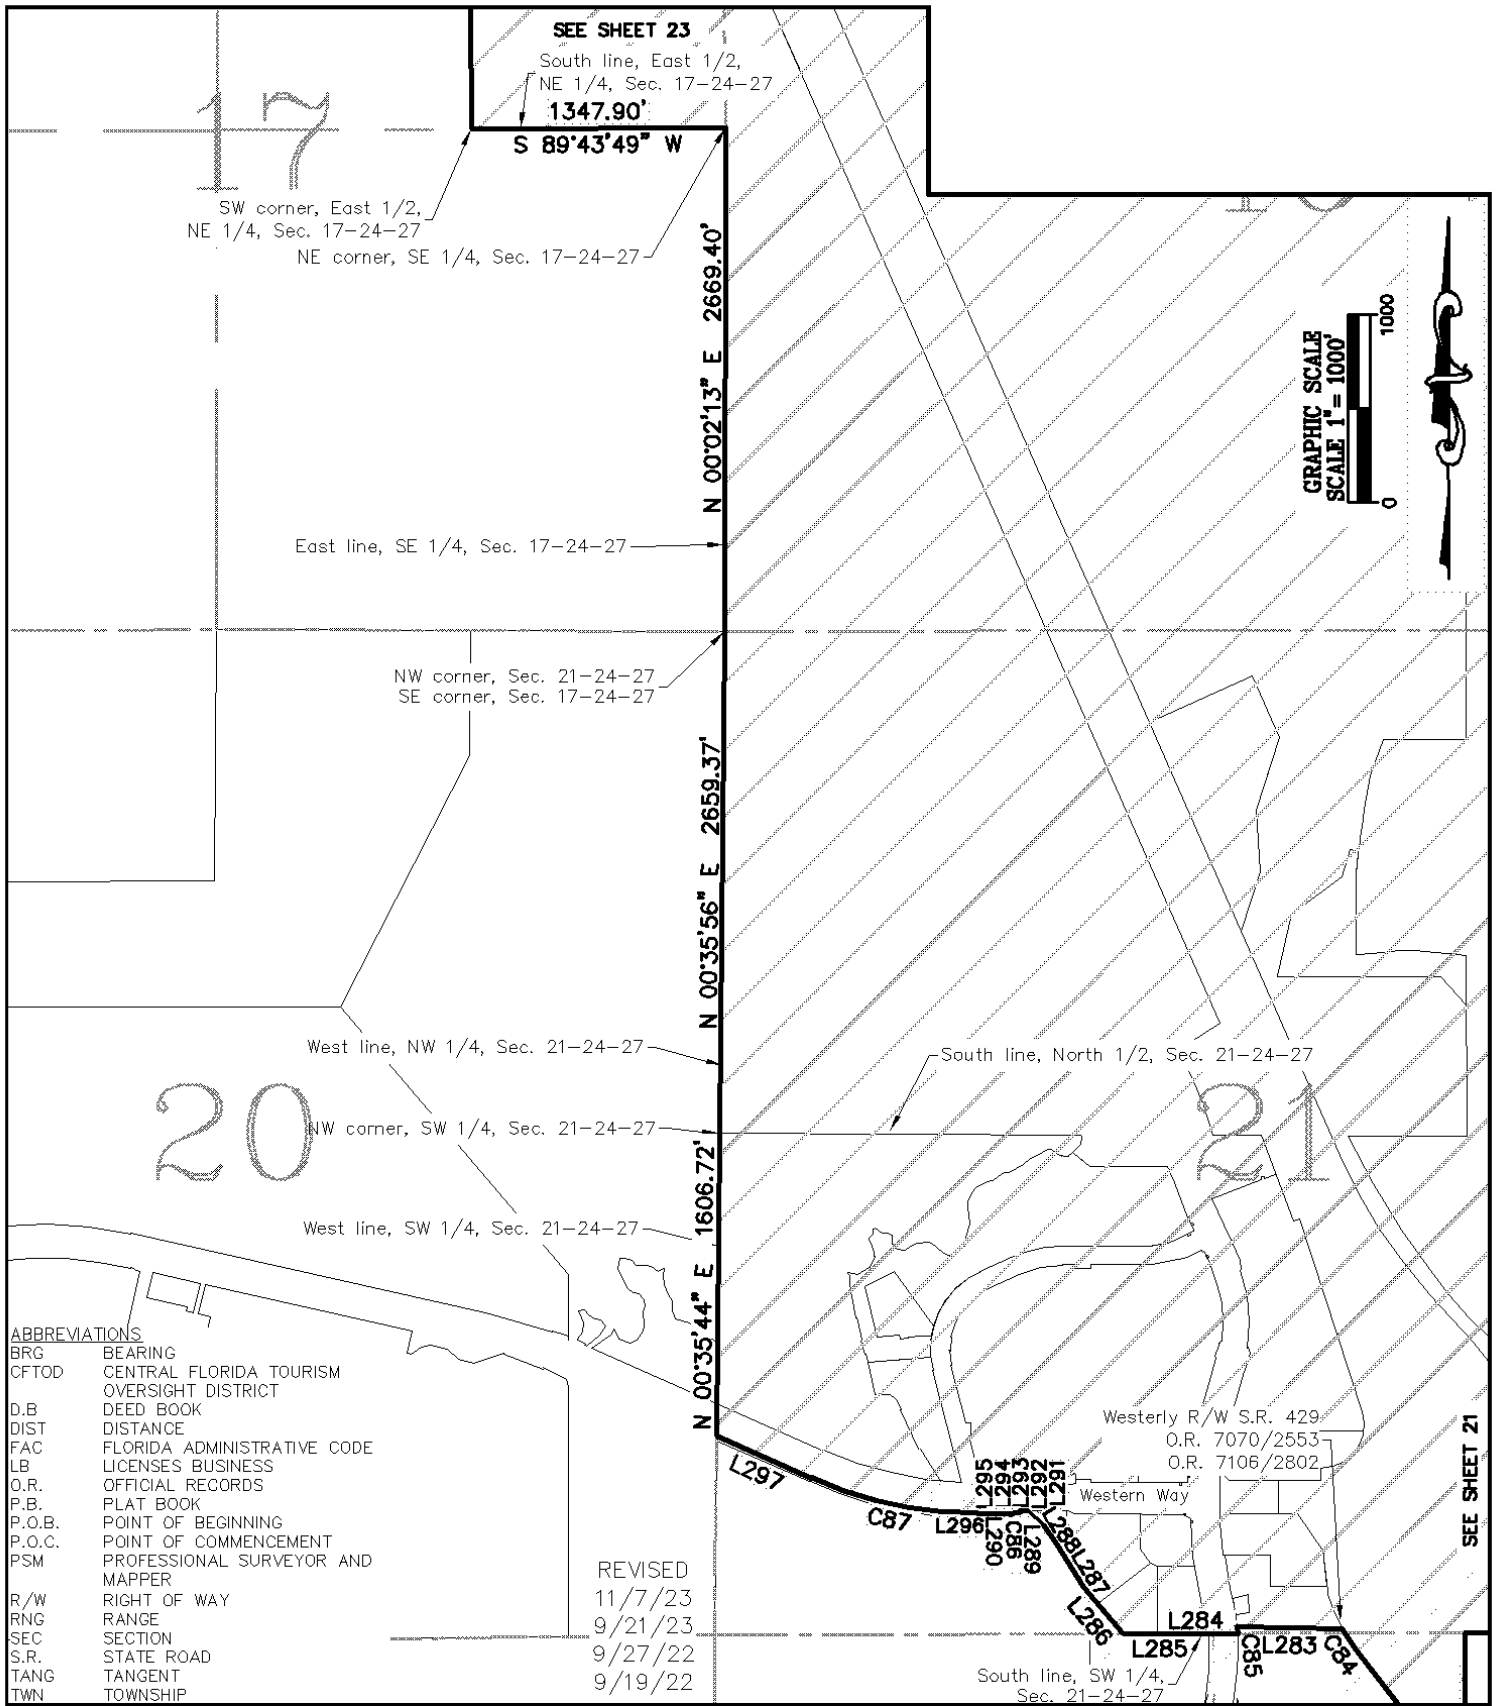 SEE SHEET 23
South line, East 1/2,
NE 1/4, Sec. 17-24-27
1347.90'
S 89°43'49" W
17
SW corner, East 1/2,
NE 1/4, Sec. 17-24-27
NE corner, SE 1/4, Sec. 17-24-27
N 00°02'13" E 2669.40'
GRAPHIC SCALE
SCALE 1" = 1000'
0
1000
East line, SE 1/4, Sec. 17-24-27
NW corner, Sec. 21-24-27
SE corner, Sec. 17-24-27
N 00°35'56" E 2659.37'
West line, NW 1/4, Sec. 21-24-27
South line, North 1/2, Sec. 21-24-27
20
21
NW corner, SW 1/4, Sec. 21-24-27
West line, SW 1/4, Sec. 21-24-27
N 00°35'44" E 1606.72'
Westerly R/W S.R. 429
O.R. 7070/2553
O.R. 7106/2802
SEE SHEET 21
Western Way
L297
C87
L296
L295
L294
L293
L292
L291
L290
C86
L289
L288
L287
L286
L285
L284
C85
L283
C84
South line, SW 1/4,
Sec. 21-24-27
ABBREVIATIONS
BRG BEARING
CFTOD CENTRAL FLORIDA TOURISM
OVERSIGHT DISTRICT
D.B DEED BOOK
DIST DISTANCE
FAC FLORIDA ADMINISTRATIVE CODE
LB LICENSES BUSINESS
O.R. OFFICIAL RECORDS
P.B. PLAT BOOK
P.O.B. POINT OF BEGINNING
P.O.C. POINT OF COMMENCEMENT
PSM PROFESSIONAL SURVEYOR AND
MAPPER
R/W RIGHT OF WAY
RNG RANGE
SEC SECTION
S.R. STATE ROAD
TANG TANGENT
TWN TOWNSHIP
REVISED
11/7/23
9/21/23
9/27/22
9/19/22